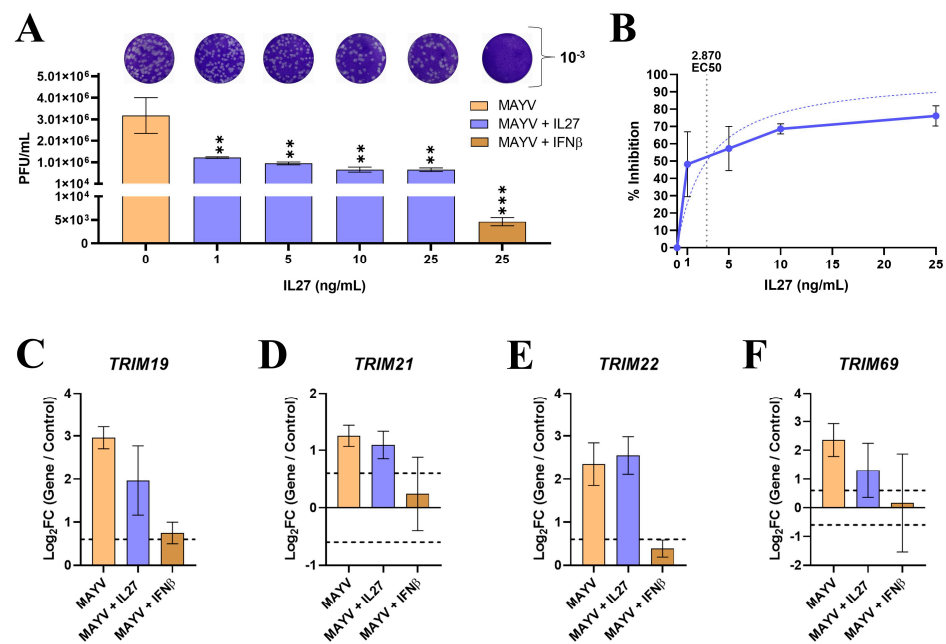 A
10⁻³
5.01×10⁶
4.01×10⁶
3.01×10⁶
2.01×10⁶
1.01×10⁶
1×10⁴
5×10³
0
PFU/mL
MAYV
MAYV + IL27
MAYV + IFNβ
**
**
**
**
***
0 1 5 10 25 25
IL27 (ng/mL)
B
2.870
EC50
100
90
80
70
60
50
40
30
20
10
0
% Inhibition
0 1 5 10 15 20 25
IL27 (ng/mL)
C
TRIM19
Log₂FC (Gene / Control)
4
3
2
1
0
MAYV
MAYV + IL27
MAYV + IFNβ
D
TRIM21
Log₂FC (Gene / Control)
2
1
0
-1
MAYV
MAYV + IL27
MAYV + IFNβ
E
TRIM22
Log₂FC (Gene / Control)
4
3
2
1
0
MAYV
MAYV + IL27
MAYV + IFNβ
F
TRIM69
Log₂FC (Gene / Control)
4
3
2
1
0
-1
-2
MAYV
MAYV + IL27
MAYV + IFNβ